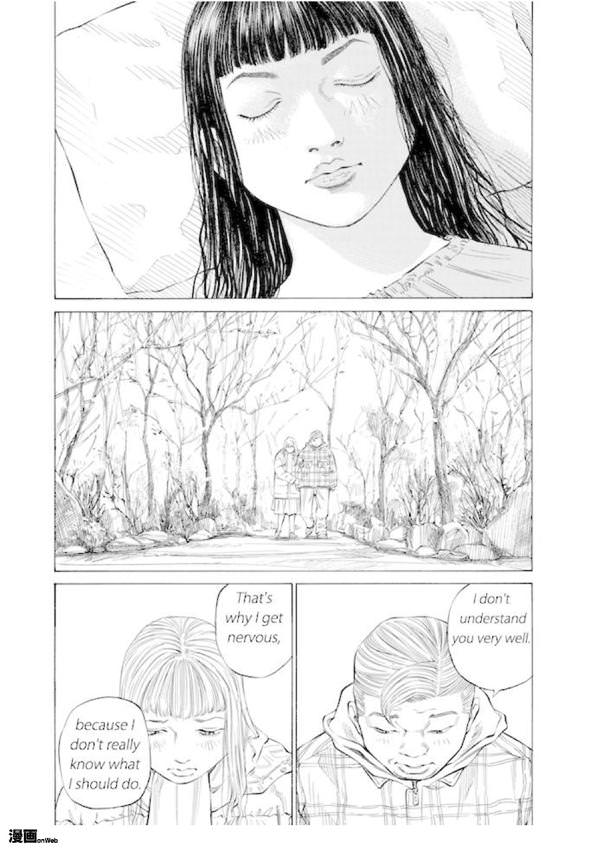 I don't
understand
you very well.
That's
why I get
nervous,
because I
don't really
know what
I should do.
漫画onWeb